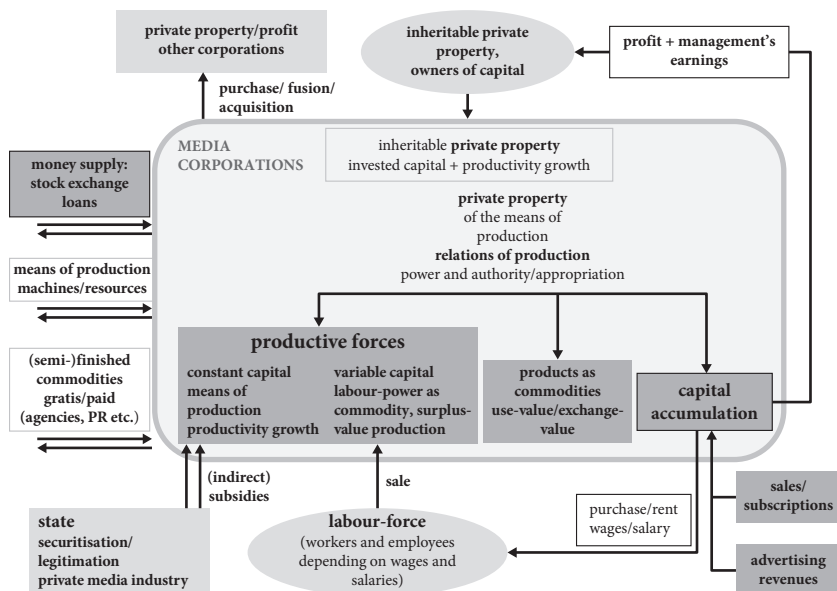 private property/profit
other corporations
inheritable private
property,
owners of capital
profit + management's
earnings
purchase/ fusion/
acquisition
MEDIA
CORPORATIONS
inheritable private property
invested capital + productivity growth
money supply:
stock exchange
loans
private property
of the means of
production
relations of production
power and authority/appropriation
means of production
machines/resources
(semi-)finished
commodities
gratis/paid
(agencies, PR etc.)
productive forces
constant capital
means of
production
productivity growth
variable capital
labour-power as
commodity, surplus-
value production
products as
commodities
use-value/exchange-
value
capital
accumulation
(indirect)
subsidies
sale
state
securitisation/
legitimation
private media industry
labour-force
(workers and employees
depending on wages and
salaries)
purchase/rent
wages/salary
sales/
subscriptions
advertising
revenues